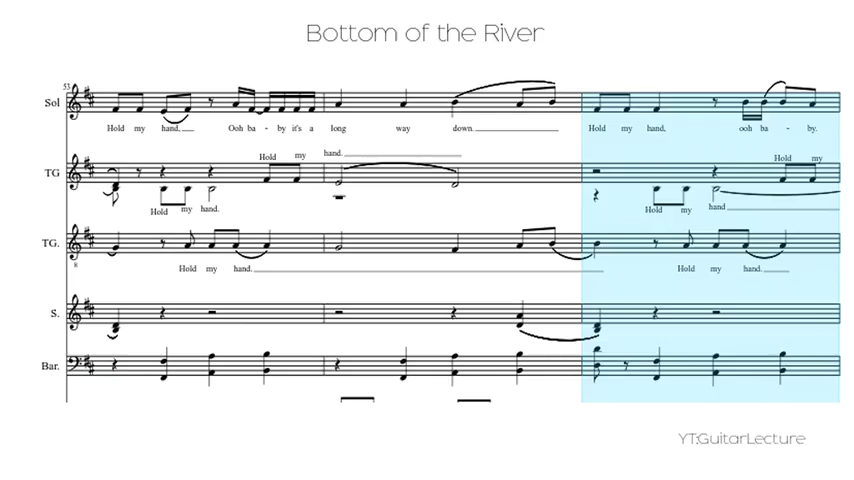 Bottom of the River
53
Sol
Hold my hand, Ooh ba - by it's a long way down Hold my hand, ooh ba - by.
Hold my hand. Hold my
TG
Hold my hand. Hold my hand
TG.
8
Hold my hand. Hold my hand.
S.
Bar.
YT:GuitarLecture